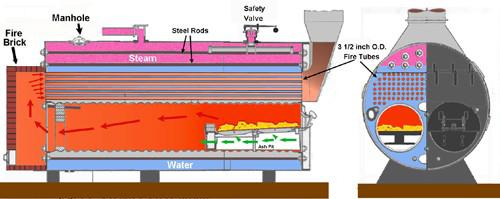 Safety
Valve
Manhole
Fire
Brick
Steel Rods
3 1/2 inch O.D.
Fire Tubes
Steam
Ash Pit
Water